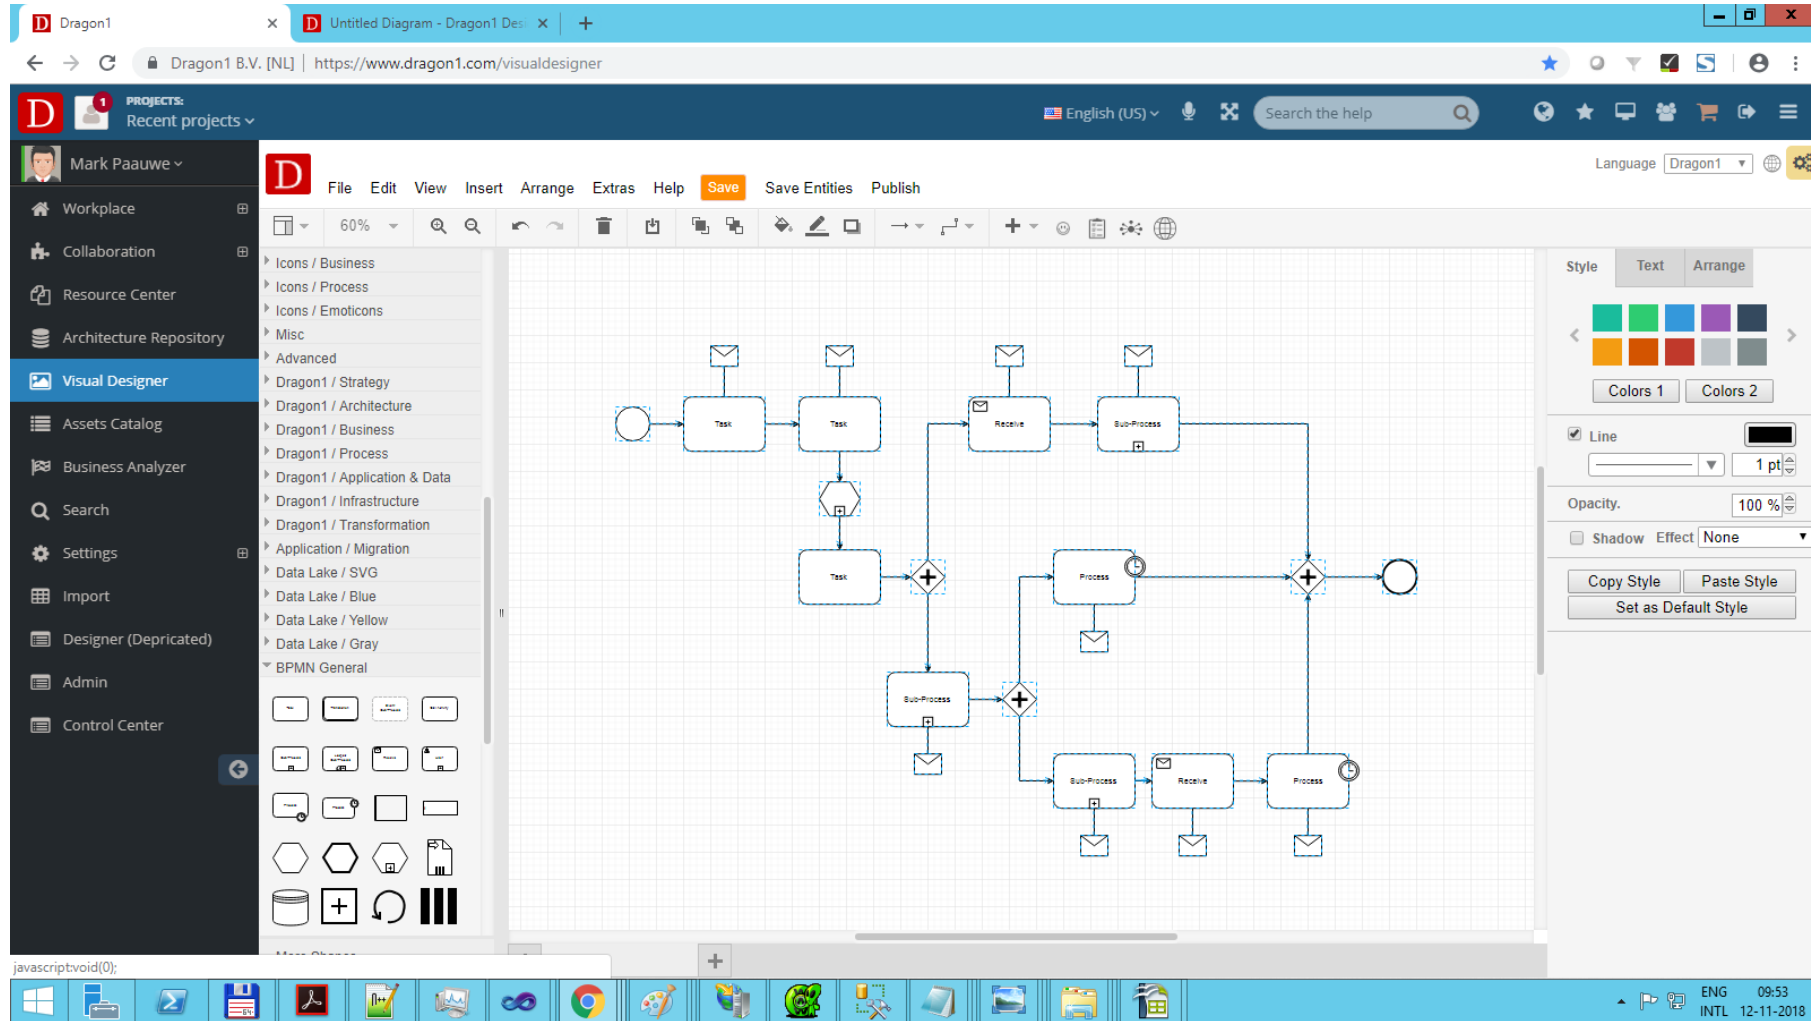 Dragon1
Untitled Diagram - Dragon1 Des
Dragon1 B.V. [NL] | https://www.dragon1.com/visualdesigner
D
1
PROJECTS:
Recent projects
English (US)
Search the help
Mark Paauwe
Workplace
Collaboration
Resource Center
Architecture Repository
Visual Designer
Assets Catalog
Business Analyzer
Search
Settings
Import
Designer (Depricated)
Admin
Control Center
D
File Edit View Insert Arrange Extras Help Save Save Entities Publish
Language Dragon1
60%
Icons / Business
Icons / Process
Icons / Emoticons
Misc
Advanced
Dragon1 / Strategy
Dragon1 / Architecture
Dragon1 / Business
Dragon1 / Process
Dragon1 / Application & Data
Dragon1 / Infrastructure
Dragon1 / Transformation
Application / Migration
Data Lake / SVG
Data Lake / Blue
Data Lake / Yellow
Data Lake / Gray
BPMN General
Task
Task
Receive
Sub-Process
Task
Process
Sub-Process
Sub-Process
Receive
Process
Style Text Arrange
Colors 1 Colors 2
Line
1 pt
Opacity.
100 %
Shadow Effect None
Copy Style Paste Style
Set as Default Style
javascript:void(0);
ENG 09:53
INTL 12-11-2018